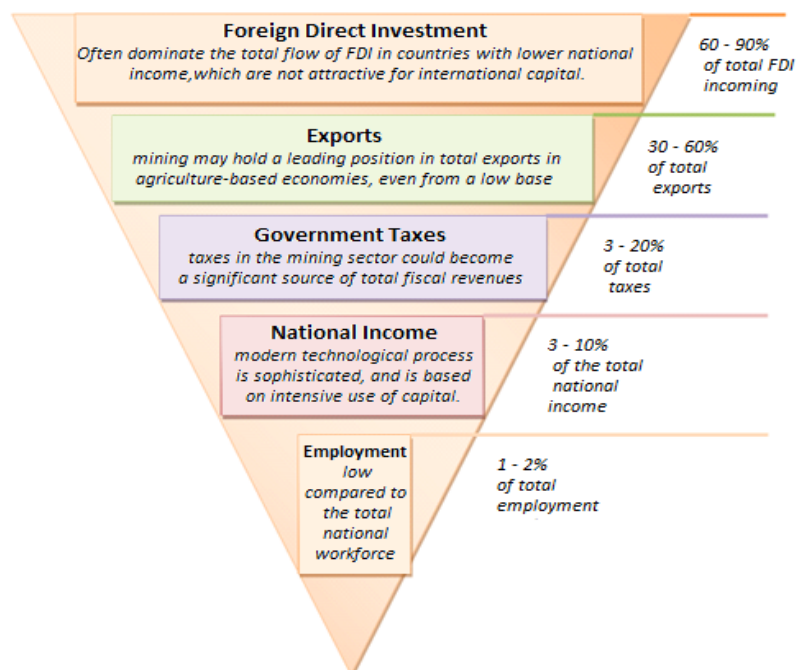 Foreign Direct Investment
Often dominate the total flow of FDI in countries with lower national
income,which are not attractive for international capital.
60 - 90%
of total FDI
incoming
Exports
mining may hold a leading position in total exports in
agriculture-based economies, even from a low base
30 - 60%
of total
exports
Government Taxes
taxes in the mining sector could become
a significant source of total fiscal revenues
3 - 20%
of total
taxes
National Income
modern technological process
is sophisticated, and is based
on intensive use of capital.
3 - 10%
of the total
national
income
Employment
low
compared to
the total
national
workforce
1 - 2%
of total
employment